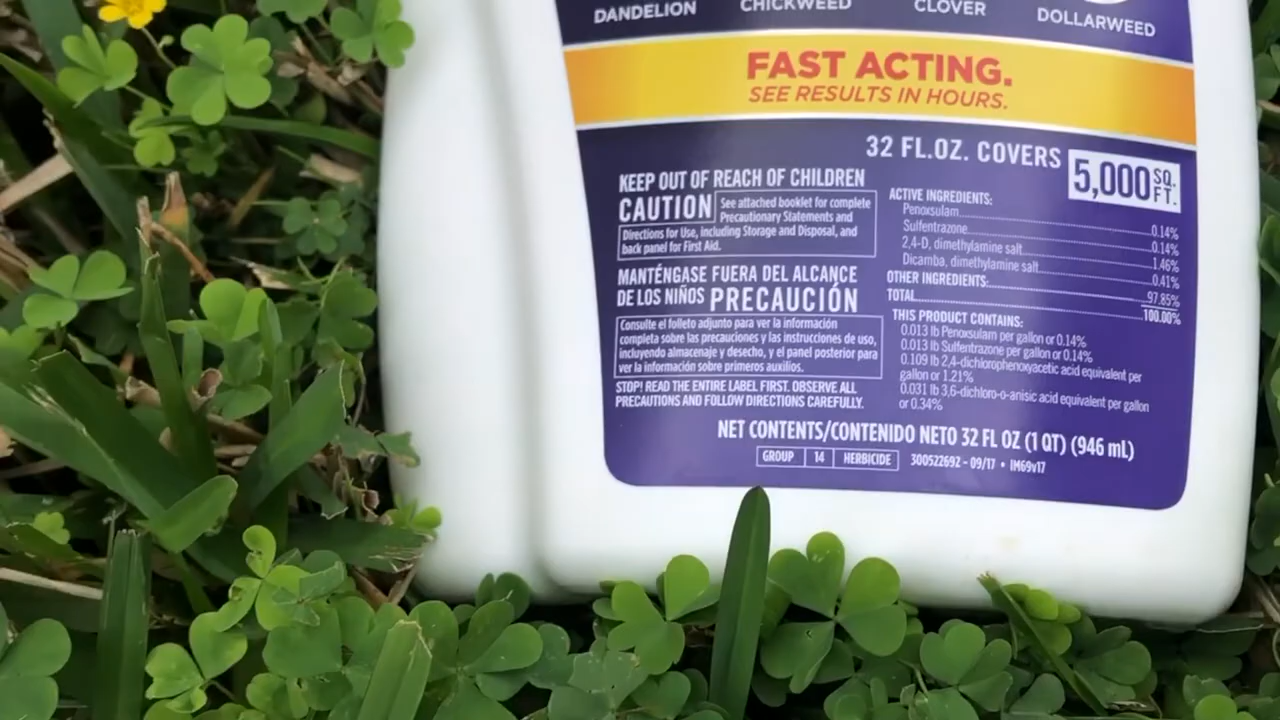 DANDELION CHICKWEED CLOVER DOLLARWEED
FAST ACTING.
SEE RESULTS IN HOURS.
32 FL.OZ. COVERS 5,000 SQ. FT.
KEEP OUT OF REACH OF CHILDREN
CAUTION See attached booklet for complete
Precautionary Statements and
Directions for Use, including Storage and Disposal, and
back panel for First Aid.
MANTÉNGASE FUERA DEL ALCANCE
DE LOS NIÑOS PRECAUCIÓN
Consulte el folleto adjunto para ver la información
completa sobre las precauciones y las instrucciones de uso,
incluyendo almacenaje y desecho, y el panel posterior para
ver la información sobre primeros auxilios.
STOP! READ THE ENTIRE LABEL FIRST. OBSERVE ALL
PRECAUTIONS AND FOLLOW DIRECTIONS CAREFULLY.
ACTIVE INGREDIENTS:
Penoxsulam 0.14%
Sulfentrazone 0.14%
2,4-D, dimethylamine salt 1.46%
Dicamba, dimethylamine salt 0.41%
OTHER INGREDIENTS: 97.85%
TOTAL 100.00%
THIS PRODUCT CONTAINS:
0.013 lb Penoxsulam per gallon or 0.14%
0.013 lb Sulfentrazone per gallon or 0.14%
0.109 lb 2,4-dichlorophenoxyacetic acid equivalent per
gallon or 1.21%
0.031 lb 3,6-dichloro-o-anisic acid equivalent per gallon
or 0.34%
NET CONTENTS/CONTENIDO NETO 32 FL OZ (1 QT) (946 mL)
GROUP 14 HERBICIDE 30052269Z - 09/17 • IM69v17